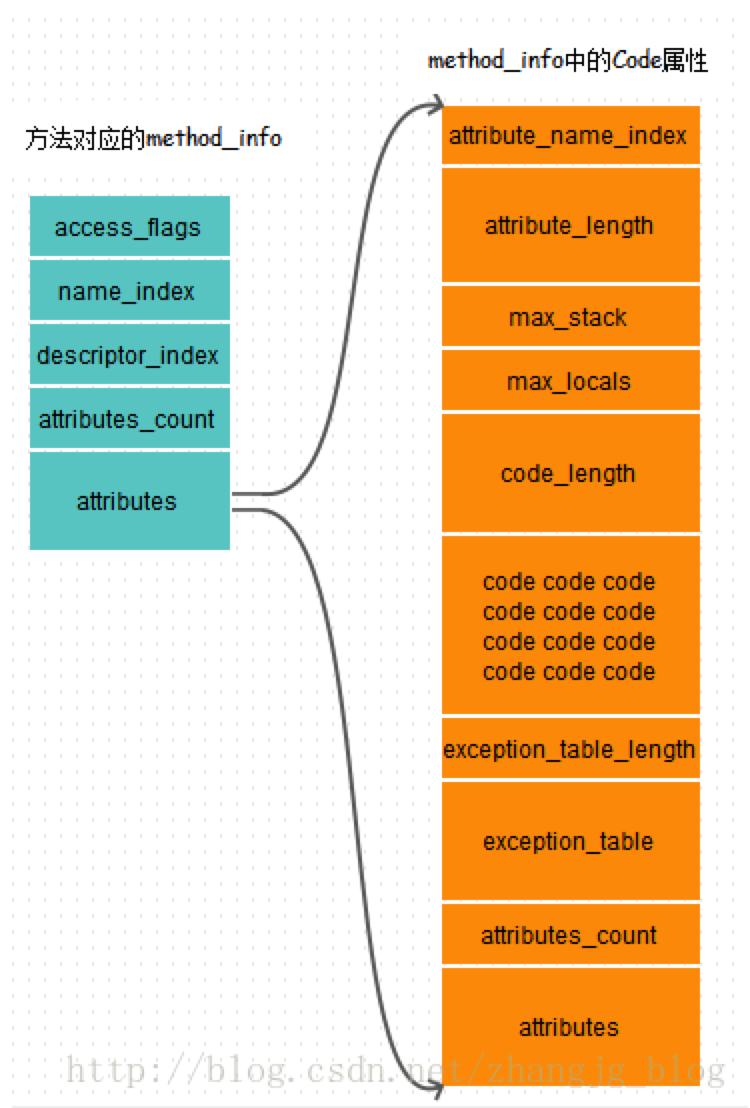 方法对应的method_info
access_flags
name_index
descriptor_index
attributes_count
attributes
method_info中的Code属性
attribute_name_index
attribute_length
max_stack
max_locals
code_length
code code code
code code code
code code code
code code code
exception_table_length
exception_table
attributes_count
attributes
http://blog.csdn.net/zhangjg_blog